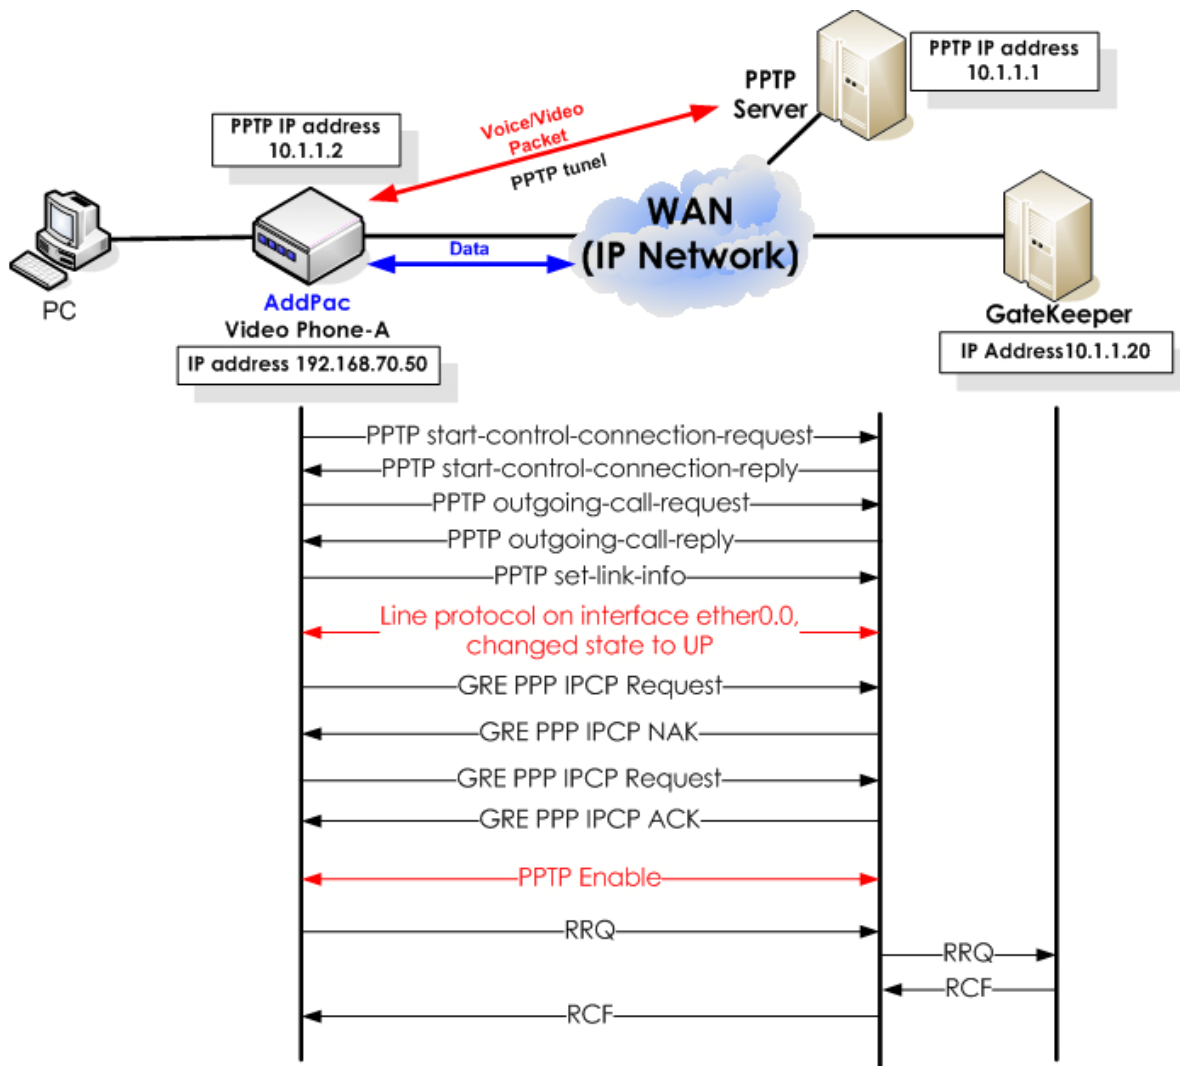 PPTP IP address
10.1.1.1
PPTP
Server
PPTP IP address
10.1.1.2
Voice/Video
Packet
PPTP tunel
WAN
(IP Network)
Data
PC
AddPac
Video Phone-A
IP address 192.168.70.50
GateKeeper
IP Address10.1.1.20
PPTP start-control-connection-request
PPTP start-control-connection-reply
PPTP outgoing-call-request
PPTP outgoing-call-reply
PPTP set-link-info
Line protocol on interface ether0.0,
changed state to UP
GRE PPP IPCP Request
GRE PPP IPCP NAK
GRE PPP IPCP Request
GRE PPP IPCP ACK
PPTP Enable
RRQ
RRQ
RCF
RCF